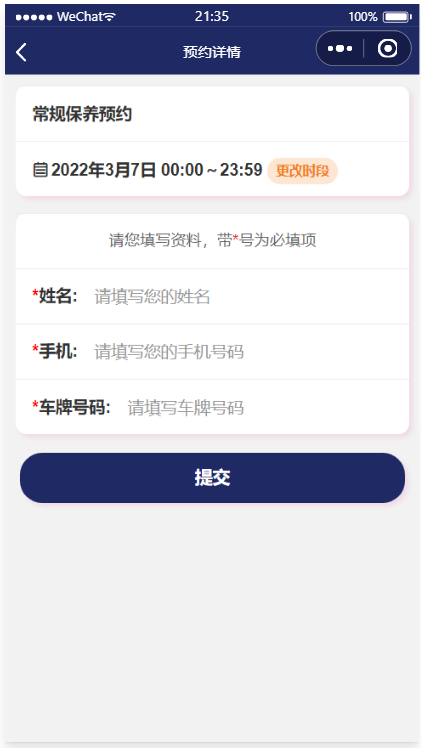 WeChat 21:35 100%
预约详情
常规保养预约
2022年3月7日 00:00～23:59 更改时段
请您填写资料，带*号为必填项
*姓名: 请填写您的姓名
*手机: 请填写您的手机号码
*车牌号码: 请填写车牌号码
提交